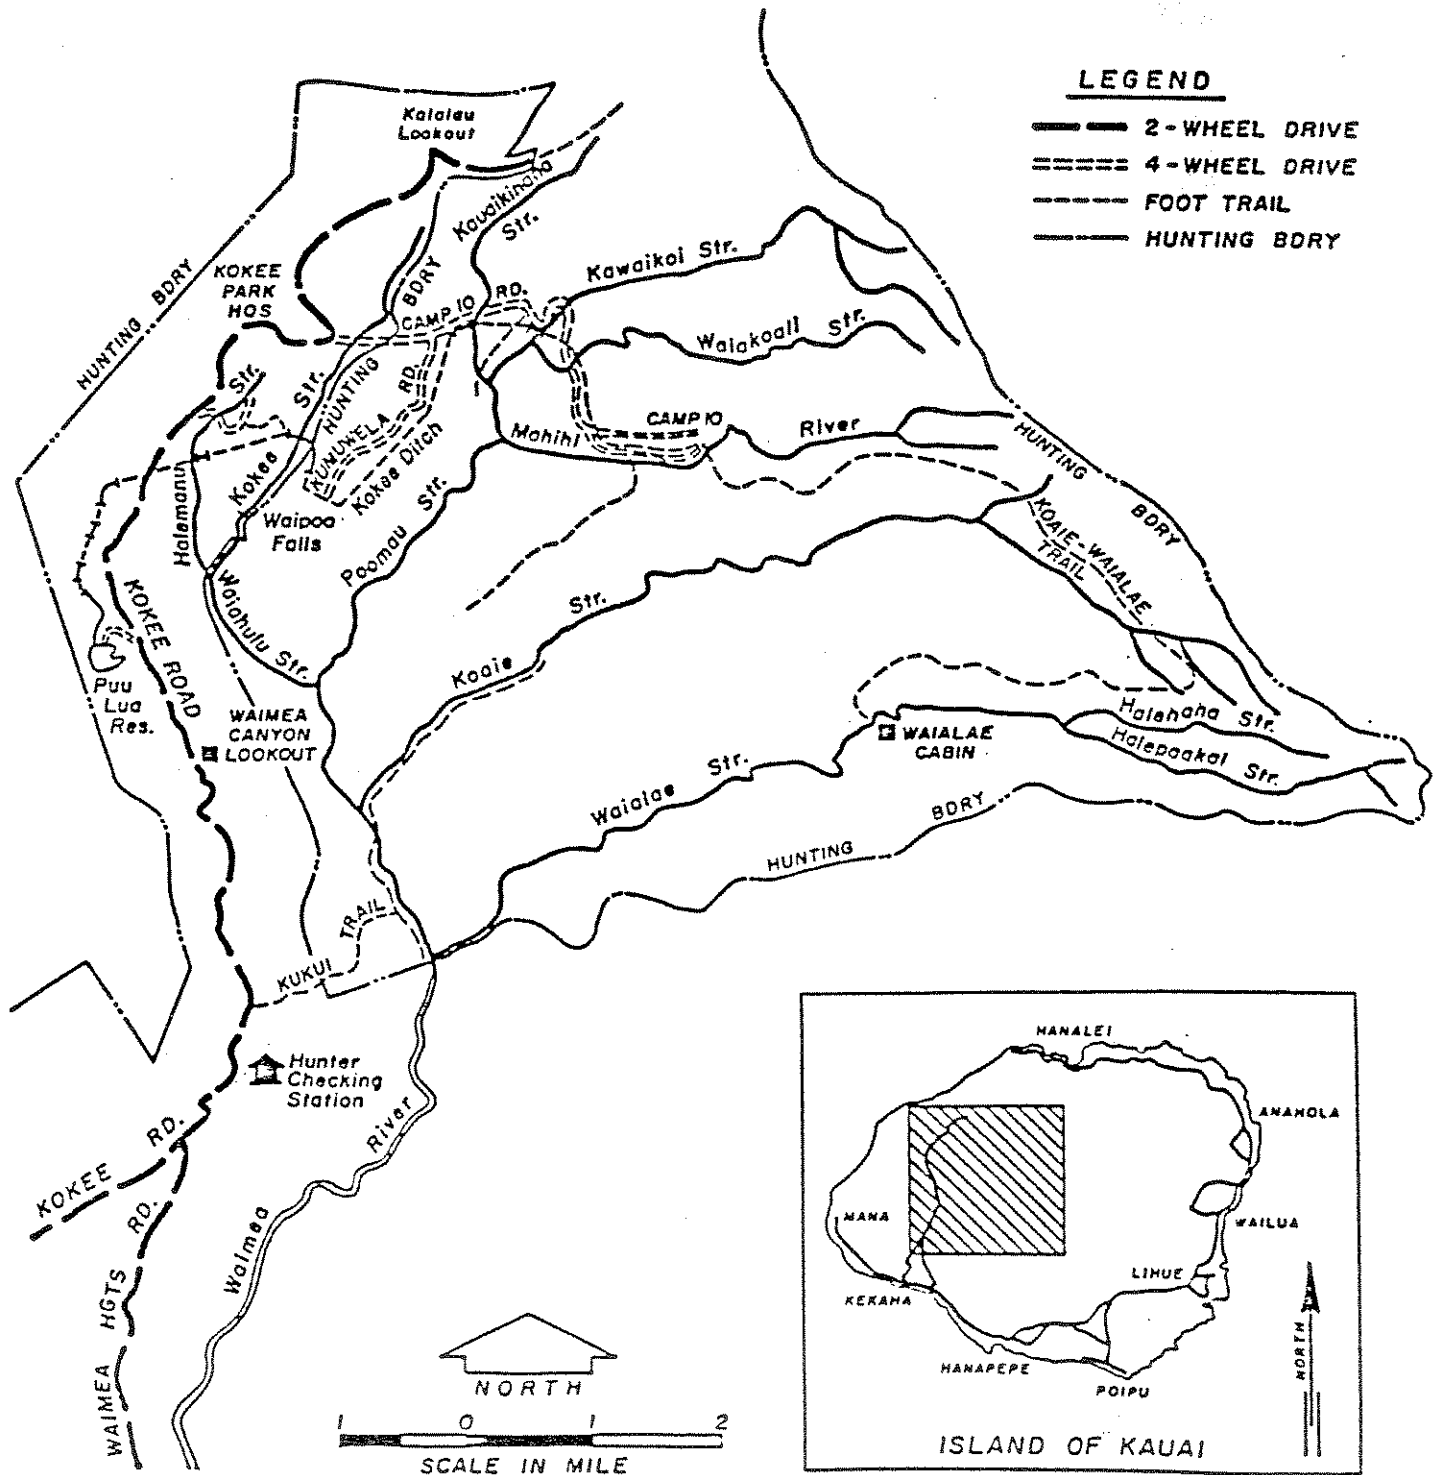 LEGEND
2-WHEEL DRIVE
4-WHEEL DRIVE
FOOT TRAIL
HUNTING BDRY
Kalalau
Lookout
HUNTING BDRY
KOKEE
PARK
HQS
Kauaikinana
Str.
BDRY
HUNTING
CAMP 10 RD.
Kawaikoi Str.
Waiakoali Str.
Str.
Halemanu
Kokee Str.
KUMUWELA RD.
Kokee Ditch
Waipoo
Falls
CAMP 10
Mohihi River
Poomau Str.
HUNTING BDRY
KOAIE-WAIALAE
TRAIL
KOKEE ROAD
Waiahulu Str.
Koaie Str.
Puu
Lua
Res.
WAIMEA
CANYON
LOOKOUT
Halehaha Str.
Halepaakai Str.
WAIALAE
CABIN
Waialae Str.
HUNTING BDRY
KUKUI TRAIL
Hunter
Checking
Station
KOKEE RD.
WAIMEA HGTS RD.
Waimea River
NORTH
1 0 1 2
SCALE IN MILE
HANALEI
ANAHOLA
MANA
WAILUA
LIHUE
KEKAHA
HANAPEPE
POIPU
NORTH
ISLAND OF KAUAI